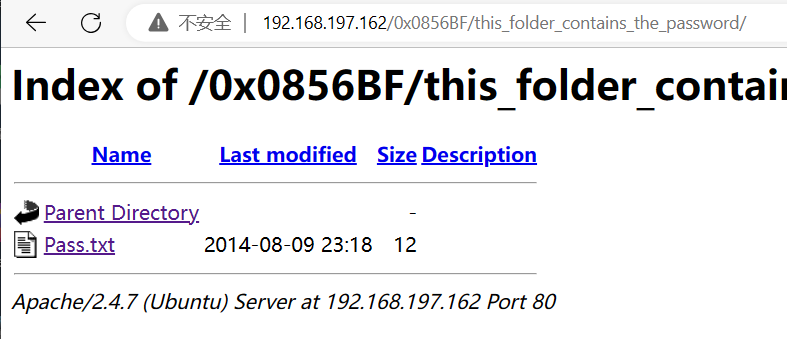 不安全 | 192.168.197.162/0x0856BF/this_folder_contains_the_password/
Index of /0x0856BF/this_folder_contain
Name Last modified Size Description
Parent Directory -
Pass.txt 2014-08-09 23:18 12
Apache/2.4.7 (Ubuntu) Server at 192.168.197.162 Port 80